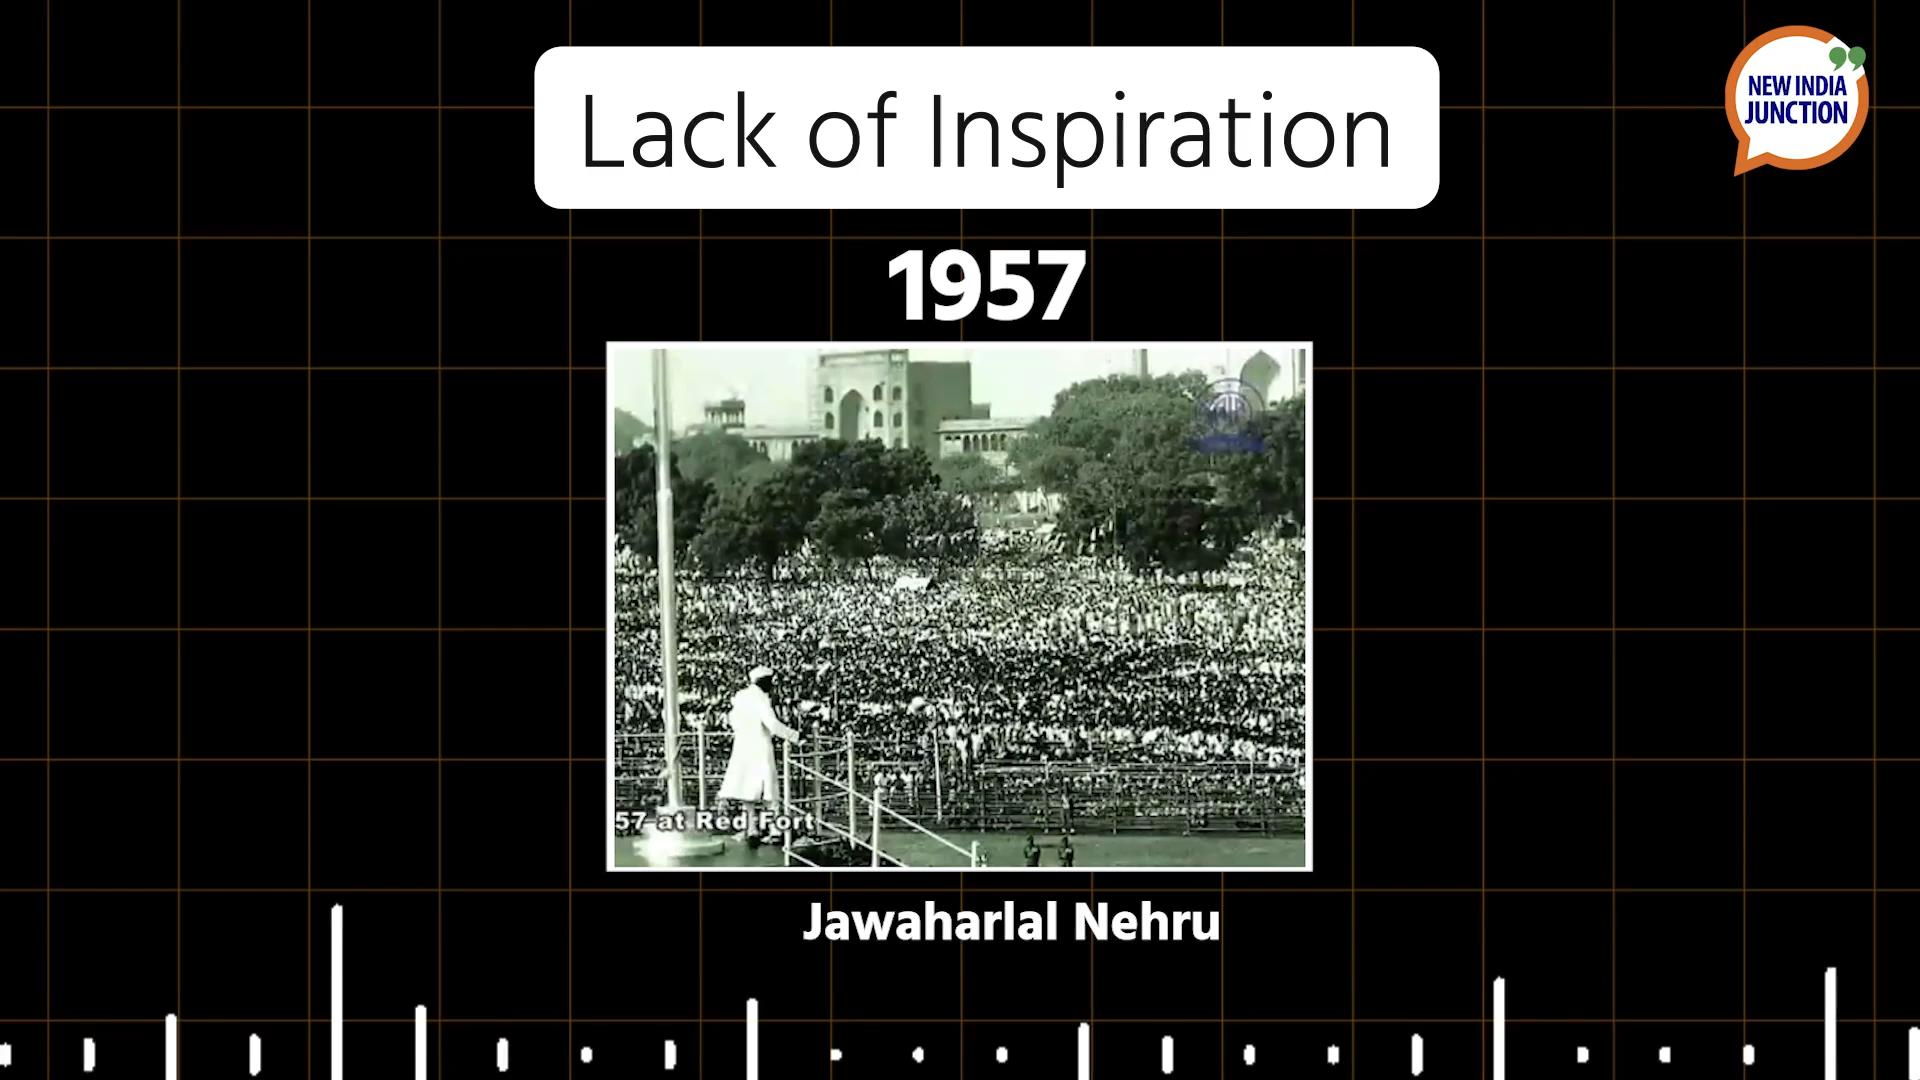 Lack of Inspiration
NEW INDIA
JUNCTION
1957
57 at Red Fort
Jawaharlal Nehru